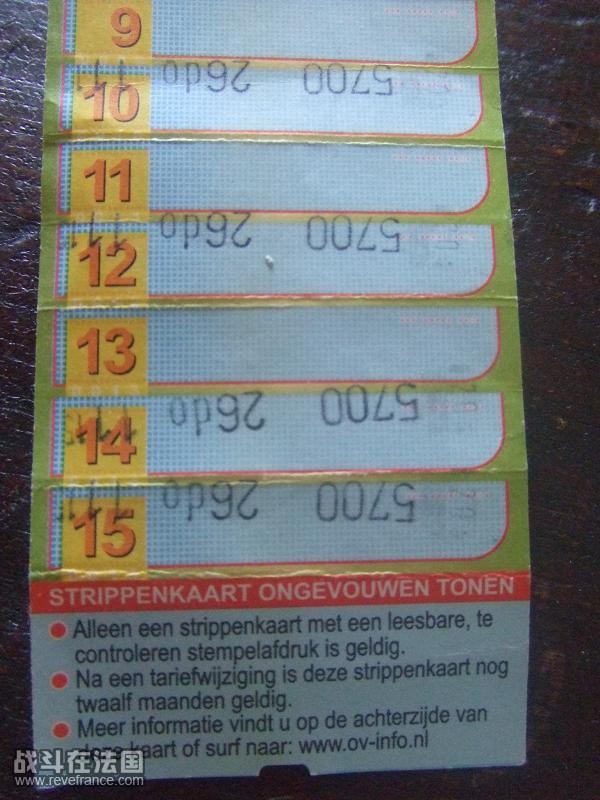 9
10
26do 5700
11
12
26do 5700
13
14
26do 5700
15
26do 5700
STRIPPENKAART ONGEVOUWEN TONEN
• Alleen een strippenkaart met een leesbare, te
controleren stempelafdruk is geldig.
• Na een tariefwijziging is deze strippenkaart nog
twaalf maanden geldig.
• Meer informatie vindt u op de achterzijde van
deze kaart of surf naar: www.ov-info.nl
战斗在法国
www.revefrance.com